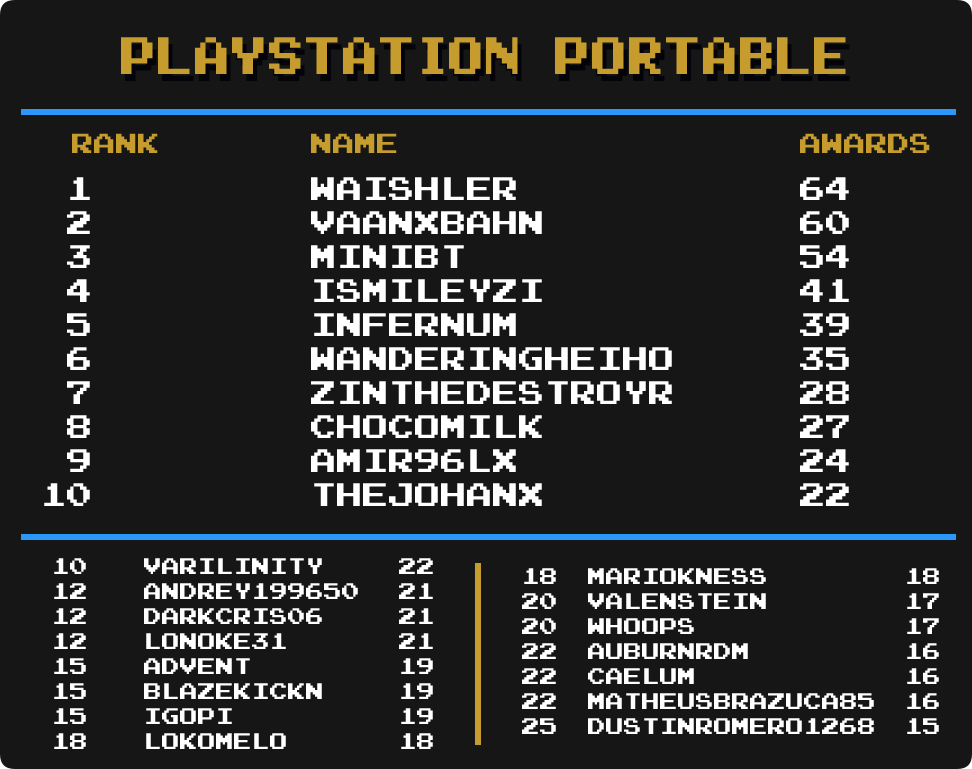 PLAYSTATION PORTABLE
RANK NAME AWARDS
1 WAISHLER 64
2 VAANXBAHN 60
3 MINIBT 54
4 ISMILEYZI 41
5 INFERNUM 39
6 WANDERINGHEIHO 35
7 ZINTHEDESTROYR 28
8 CHOCOMILK 27
9 AMIR96LX 24
10 THEJOHANX 22
10 VARILINITY 22
12 ANDREY199650 21
12 DARKCRIS06 21
12 LONOKE31 21
15 ADVENT 19
15 BLAZEKICKN 19
15 IGOPI 19
18 LOKOMELO 18
18 MARIOKNESS 18
20 VALENSTEIN 17
20 WHOOPS 17
22 AUBURNRDM 16
22 CAELUM 16
22 MATHEUSBRAZUCA85 16
25 DUSTINROMERO1268 15